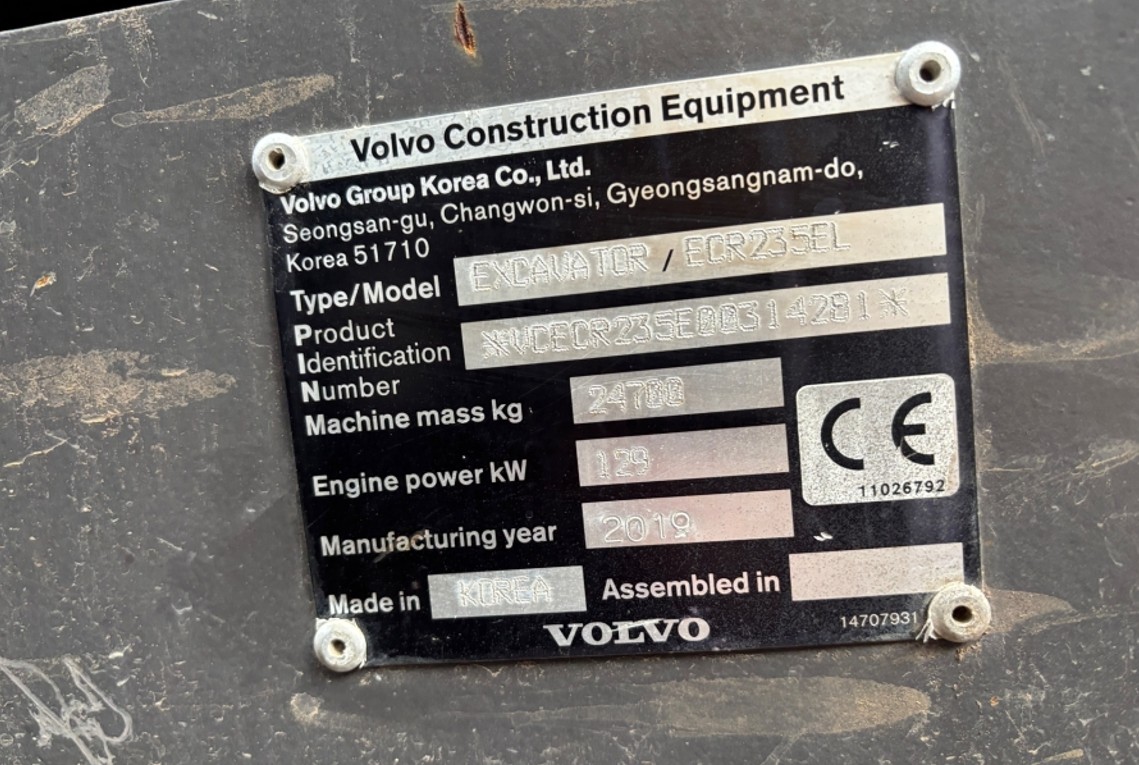 Volvo Construction Equipment
Volvo Group Korea Co., Ltd.
Seongsan-gu, Changwon-si, Gyeongsangnam-do,
Korea 51710
Type/Model EXCAVATOR / ECR235EL
Product
Identification *VCECR235E00314281*
Number
Machine mass kg 24700
Engine power kW 129
CE
11026792
Manufacturing year 2019
Made in KOREA Assembled in
VOLVO 14707931